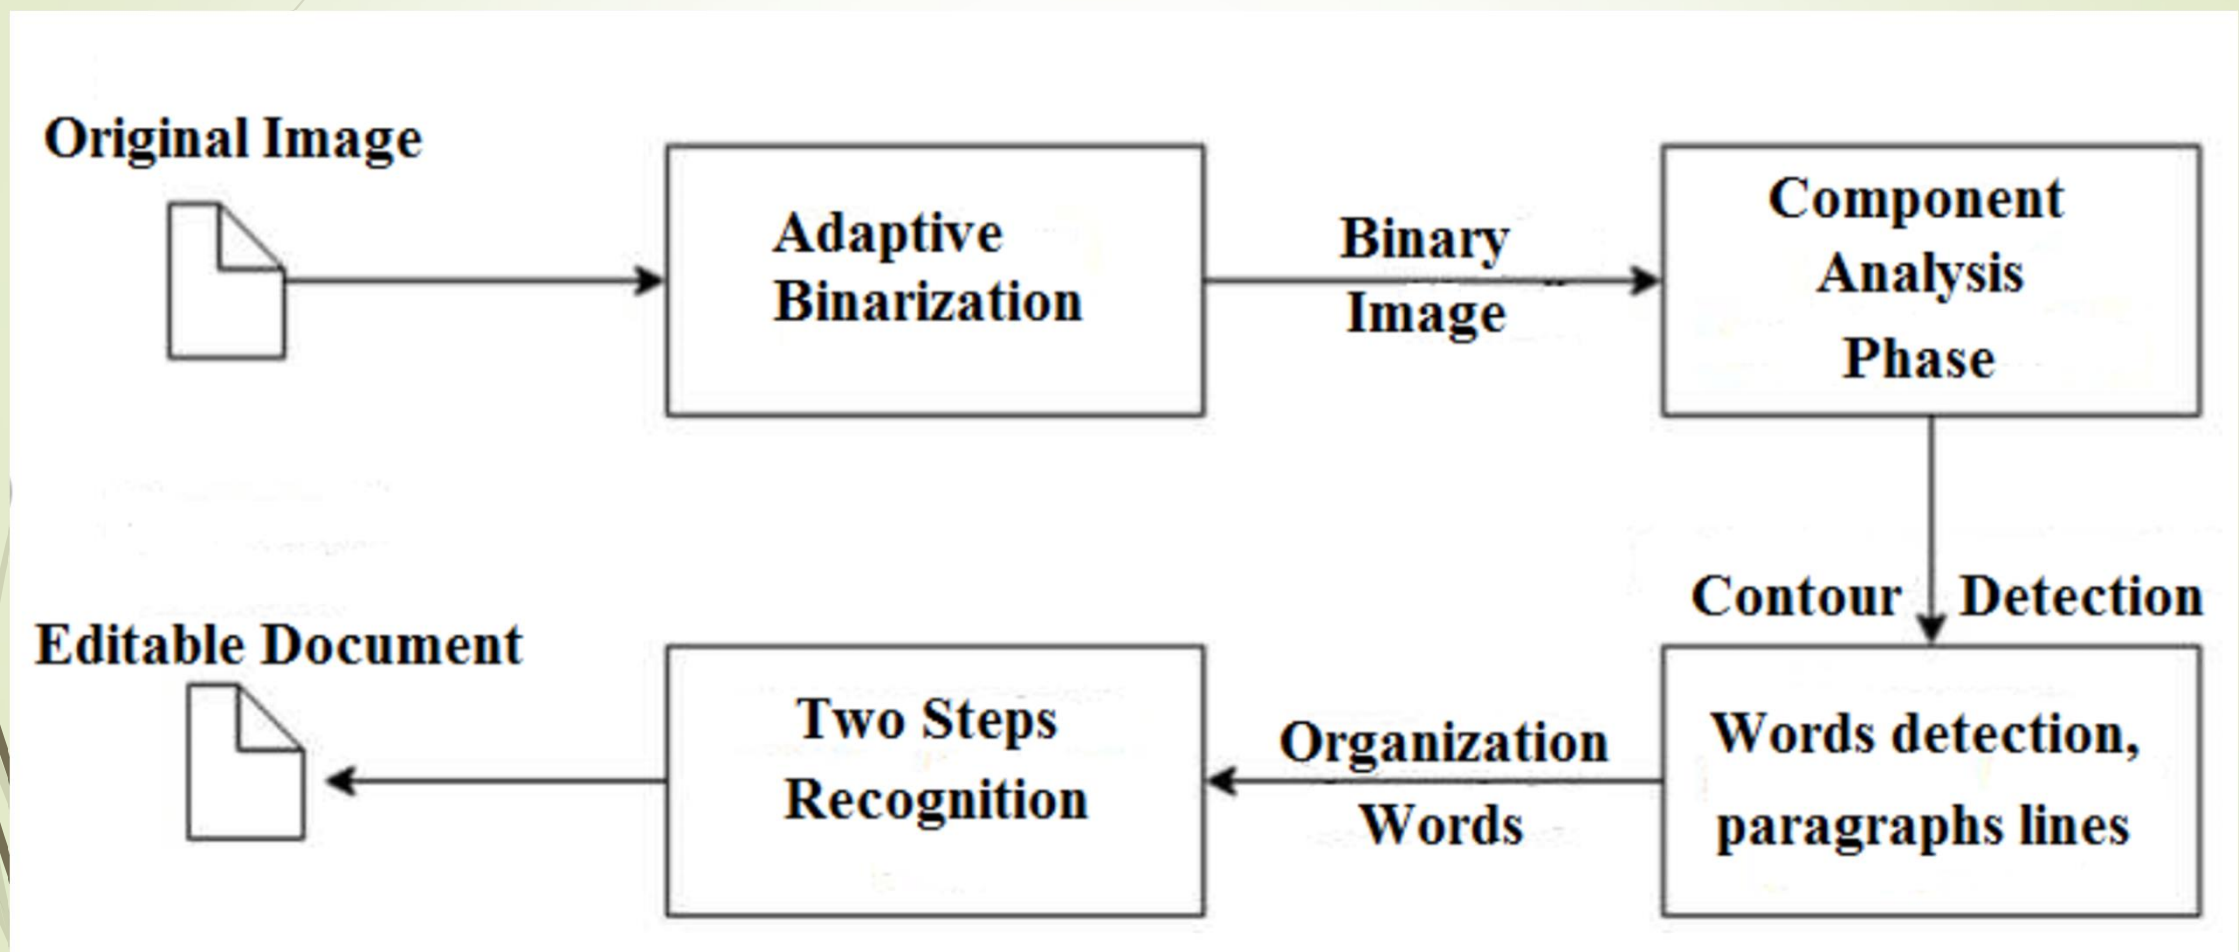 Original Image
Adaptive
Binarization
Binary
Image
Component
Analysis
Phase
Contour Detection
Words detection,
paragraphs lines
Organization
Words
Two Steps
Recognition
Editable Document